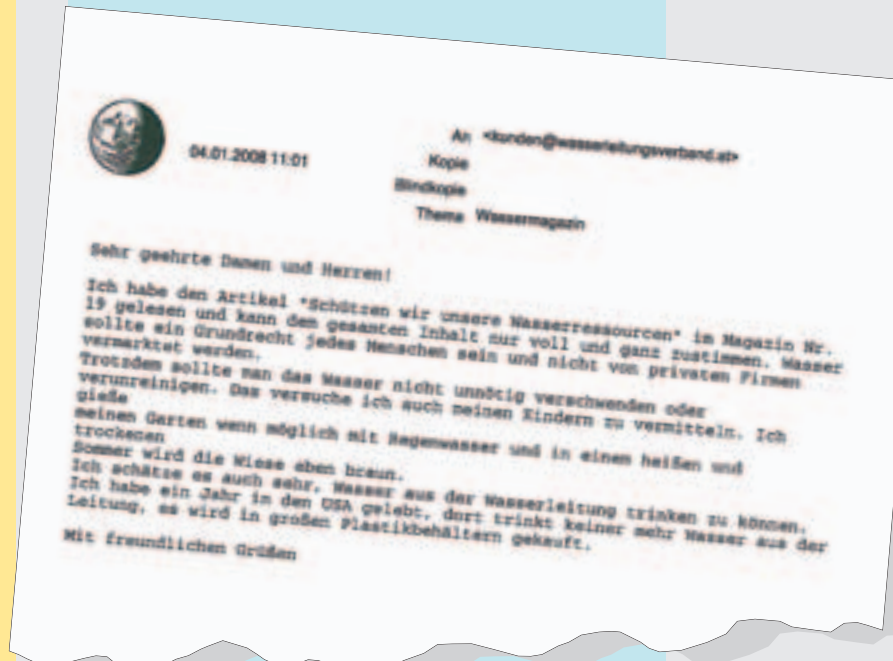 04.01.2008 11:01
An <kunden@wasserleitungsverband.at>
Kopie
Blindkopie
Thema Wassermagazin
Sehr geehrte Damen und Herren!
Ich habe den Artikel "Schützen wir unsere Wasserressourcen" im Magazin Nr.
19 gelesen und kann dem gesamten Inhalt nur voll und ganz zustimmen. Wasser
sollte ein Grundrecht jedes Menschen sein und nicht von privaten Firmen
vermarktet werden.
Trotzdem sollte man das Wasser nicht unnötig verschwenden oder
verunreinigen. Das versuche ich auch meinen Kindern zu vermitteln. Ich
gieße
meinen Garten wenn möglich mit Regenwasser und in einem heißen und
trockenen
Sommer wird die Wiese eben braun.
Ich schätze es auch sehr, Wasser aus der Wasserleitung trinken zu können.
Ich habe ein Jahr in den USA gelebt, dort trinkt keiner mehr Wasser aus der
Leitung, es wird in großen Plastikbehältern gekauft.
Mit freundlichen Grüßen